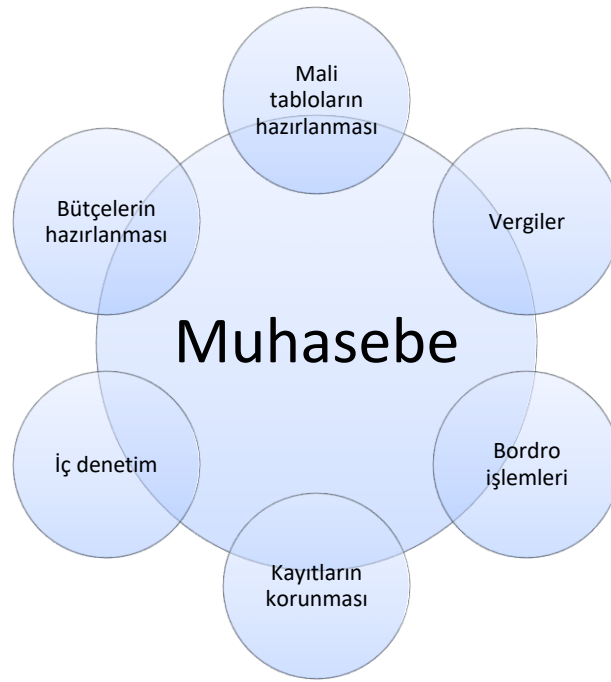 Mali
tabloların
hazırlanması
Vergiler
Bordro
işlemleri
Kayıtların
korunması
İç denetim
Bütçelerin
hazırlanması
Muhasebe